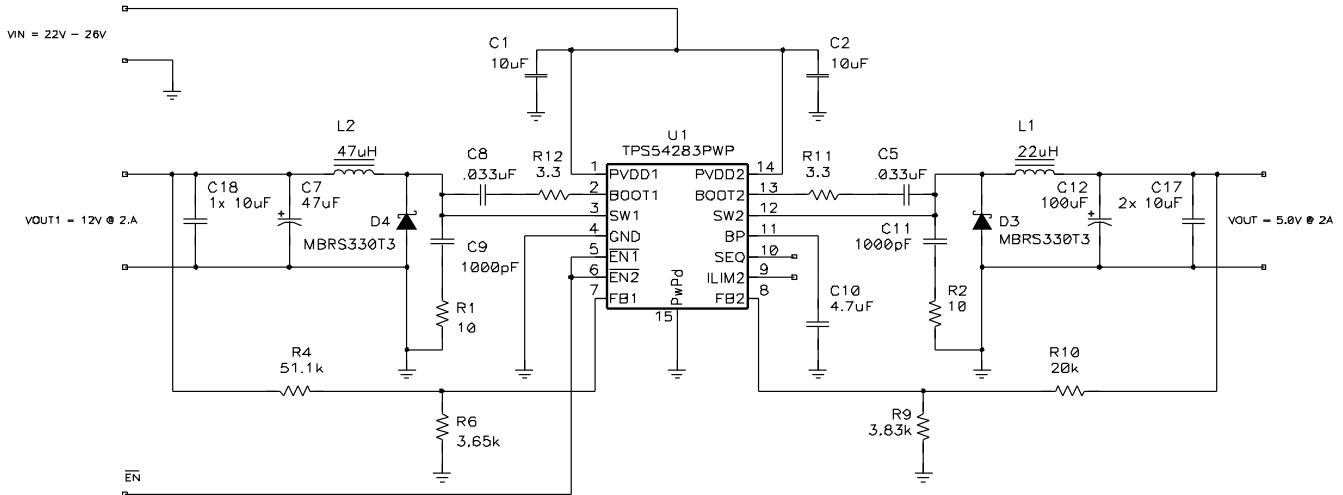 VIN = 22V - 26V
C1
10uF
C2
10uF
U1
TPS54283PWP
L2
47uH
C8
.033uF
R12
3.3
R11
3.3
C5
.033uF
L1
22uH
1
PVDD1
PVDD2
14
2
BOOT1
BOOT2
13
3
SW1
SW2
12
4
GND
BP
11
5
EN1
SEQ
10
6
EN2
ILIM2
9
7
FB1
FB2
8
PwPd
15
C18
1x 10uF
C7
47uF
+
VOUT1 = 12V @ 2.A
D4
MBRS330T3
C9
1000pF
R1
10
C11
1000pF
R2
10
D3
MBRS330T3
C12
100uF
+
C17
2x 10uF
VOUT = 5.0V @ 2A
C10
4.7uF
R4
51.1k
R10
20k
R6
3.65k
R9
3.83k
EN